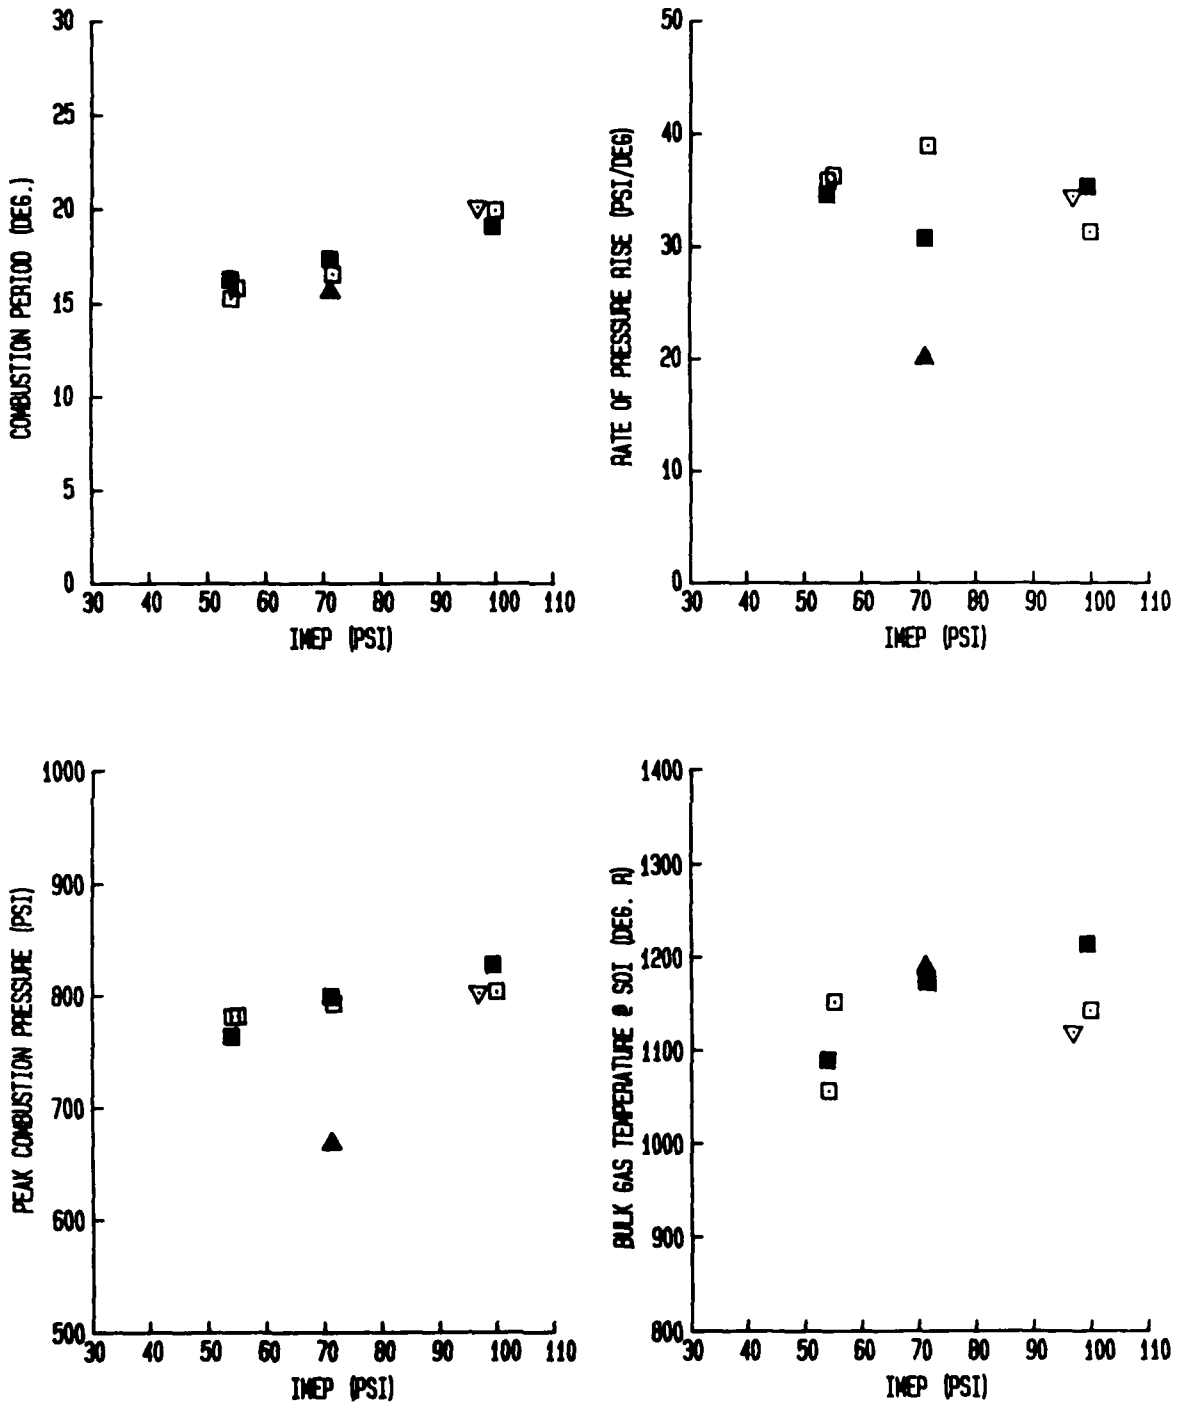 30
25
20
15
10
5
0
30 40 50 60 70 80 90 100 110
COMBUSTION PERIOD (DEG.)
IMEP (PSI)
50
40
30
20
10
0
30 40 50 60 70 80 90 100 110
RATE OF PRESSURE RISE (PSI/DEG)
IMEP (PSI)
1000
900
800
700
600
500
30 40 50 60 70 80 90 100 110
PEAK COMBUSTION PRESSURE (PSI)
IMEP (PSI)
1400
1300
1200
1100
1000
900
800
30 40 50 60 70 80 90 100 110
BULK GAS TEMPERATURE @ SOI (DEG. R)
IMEP (PSI)